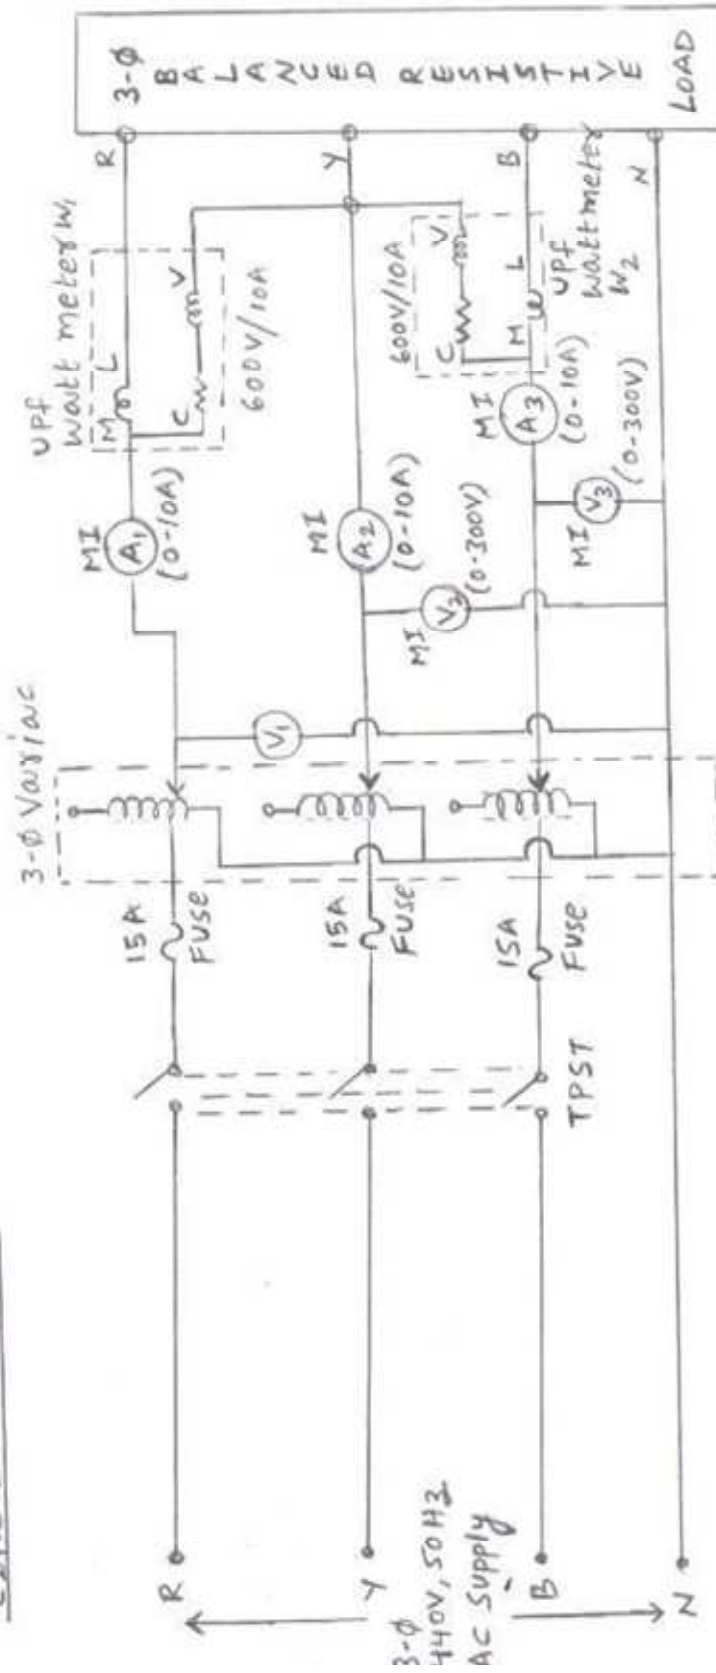 3-Φ
440V, 50HZ
AC Supply
R
Y
B
N
TPST
15A
FUSE
15A
FUSE
15A
FUSE
3-Φ Variac
V1
MI
V2
(0-300V)
MI
V3
(0-300V)
MI
A1
(0-10A)
MI
A2
(0-10A)
MI
A3
(0-10A)
UPF
Watt meter W1
M L
C V
600V/10A
600V/10A
C V
M L
UPF
Wattmeter
W2
R
Y
B
N
3-Φ
BALANCED RESISTIVE
LOAD